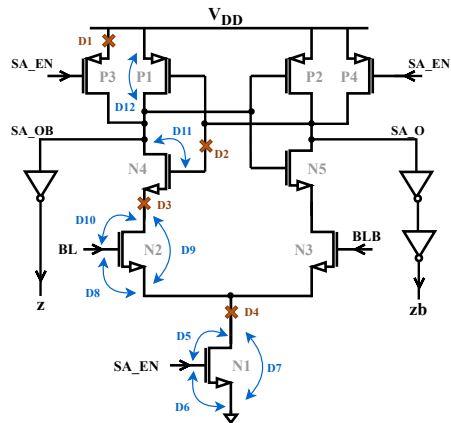 V_DD
D1
SA_EN
P3
P1
P2
P4
SA_EN
D12
SA_OB
D11
D2
SA_O
N4
N5
D3
D10
BL
N2
D9
N3
BLB
D8
z
D4
zb
D5
SA_EN
N1
D7
D6